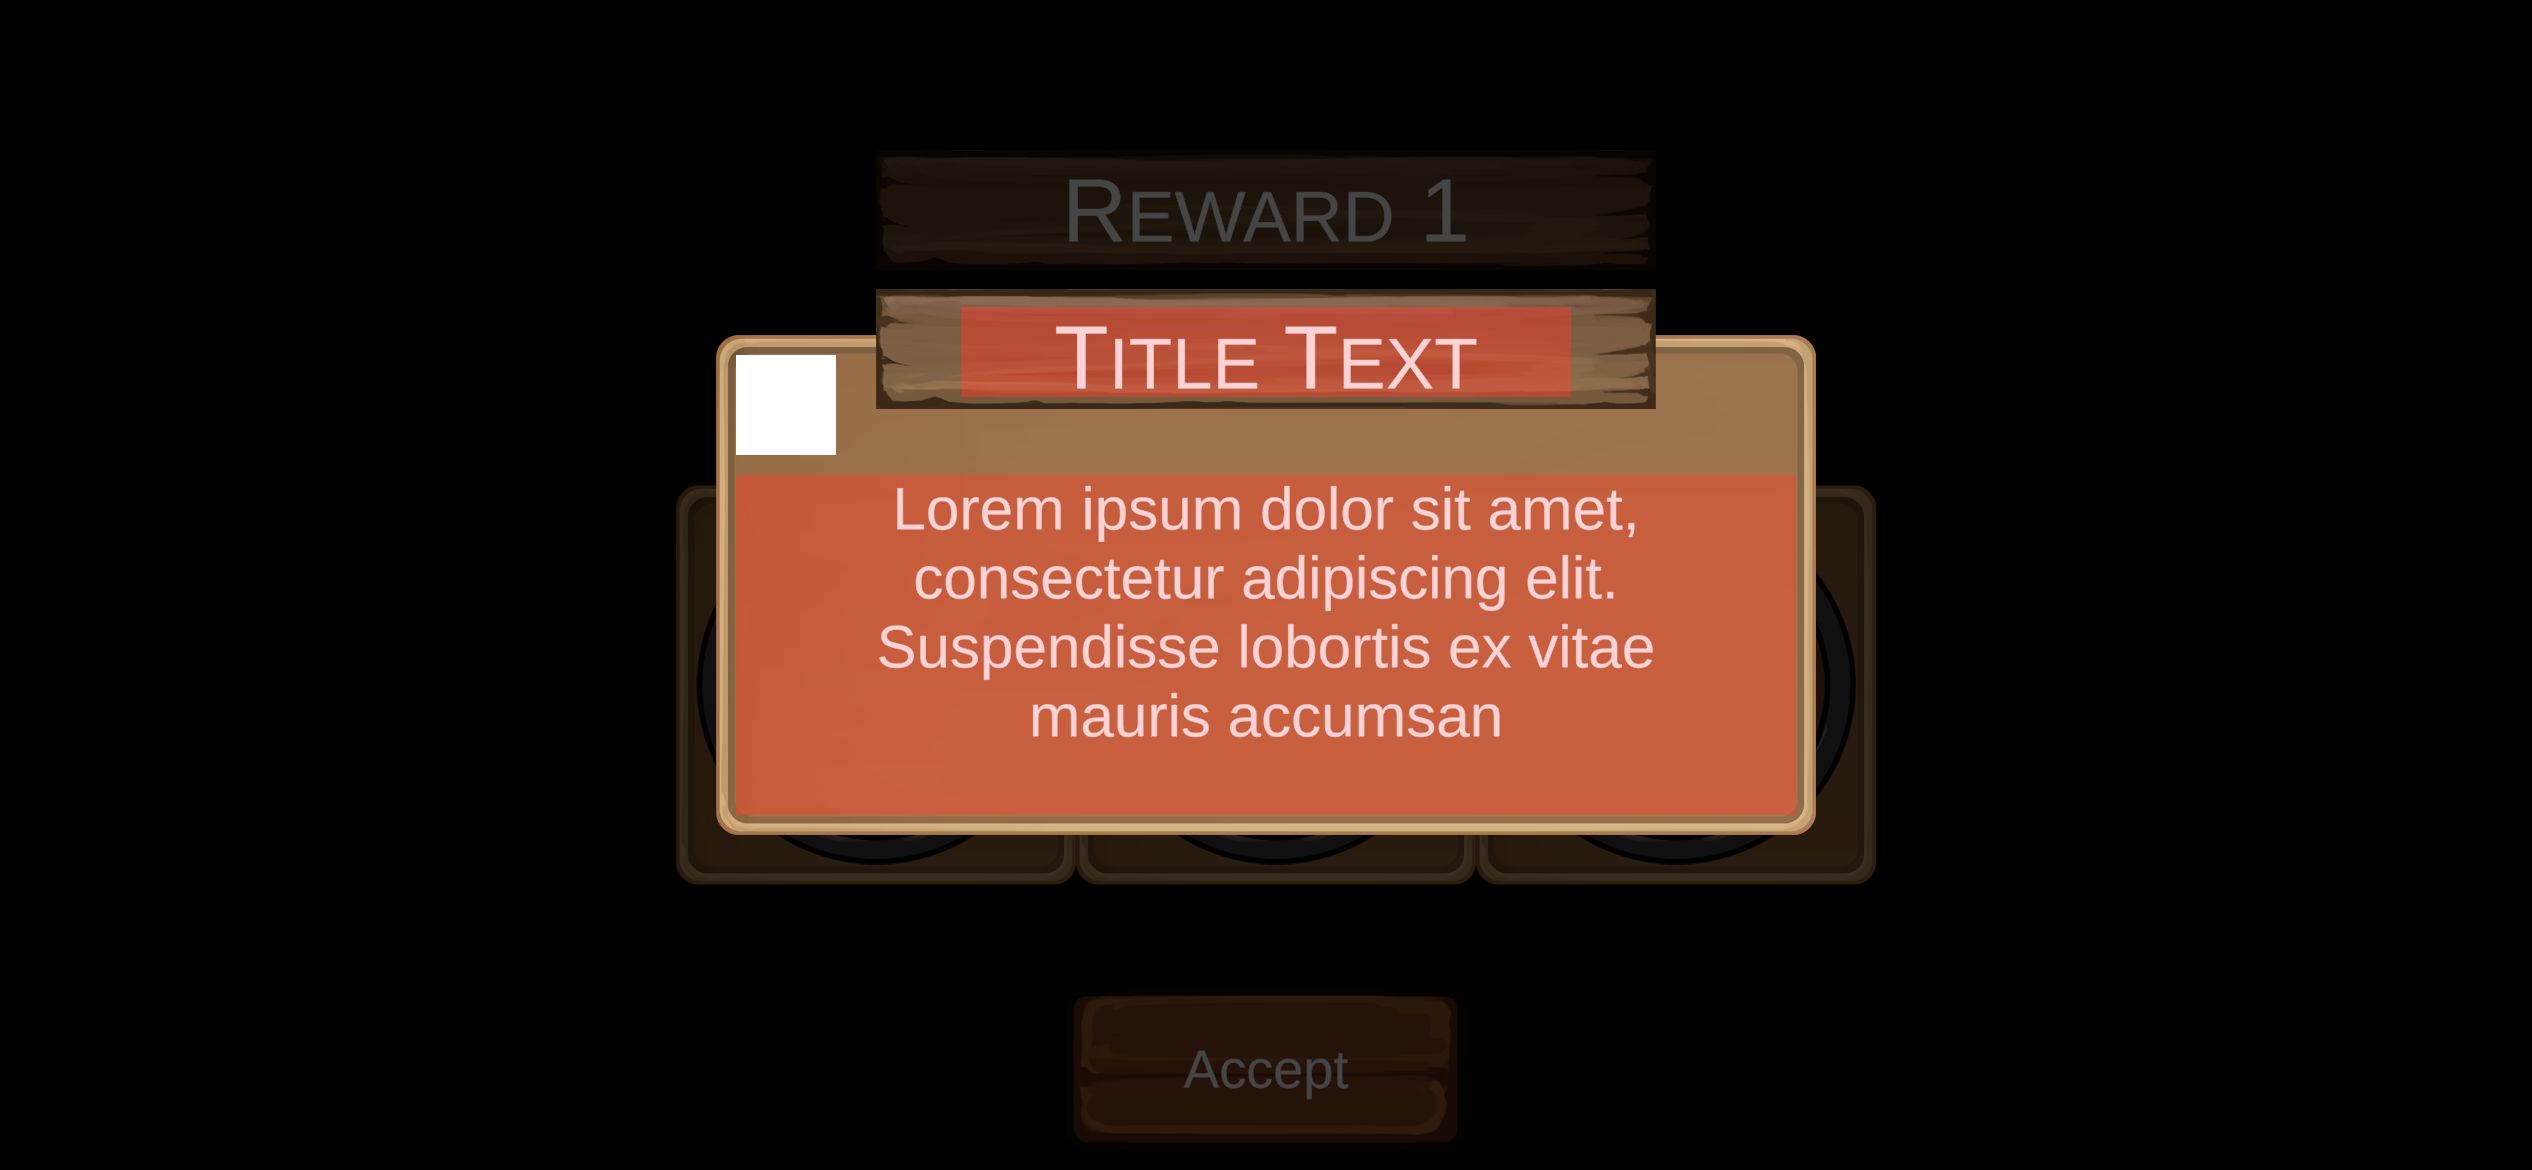 Reward 1
Title Text
Lorem ipsum dolor sit amet,
consectetur adipiscing elit.
Suspendisse lobortis ex vitae
mauris accumsan
Accept